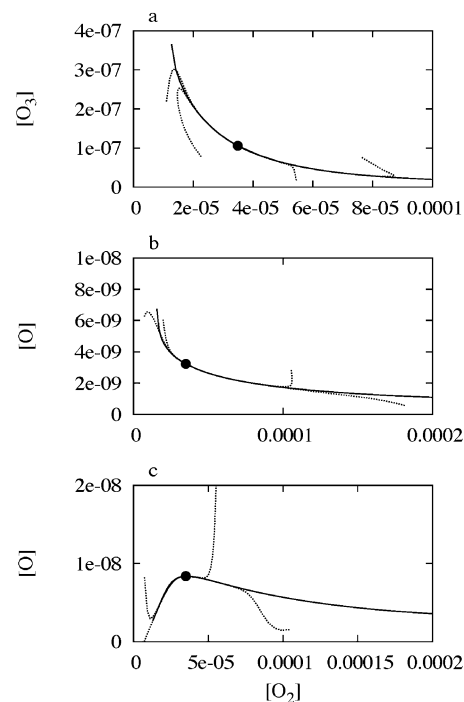 a
4e-07
3e-07
2e-07
1e-07
0
[O3]
0 2e-05 4e-05 6e-05 8e-05 0.0001
b
1e-08
8e-09
6e-09
4e-09
2e-09
0
[O]
0 0.0001 0.0002
c
2e-08
1e-08
0
[O]
0 5e-05 0.0001 0.00015 0.0002
[O2]